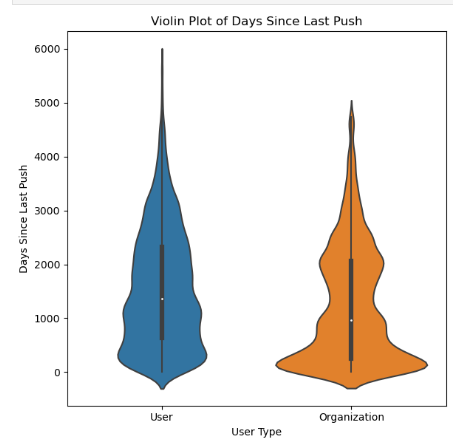 Violin Plot of Days Since Last Push
6000
5000
4000
3000
2000
1000
0
Days Since Last Push
User
Organization
User Type